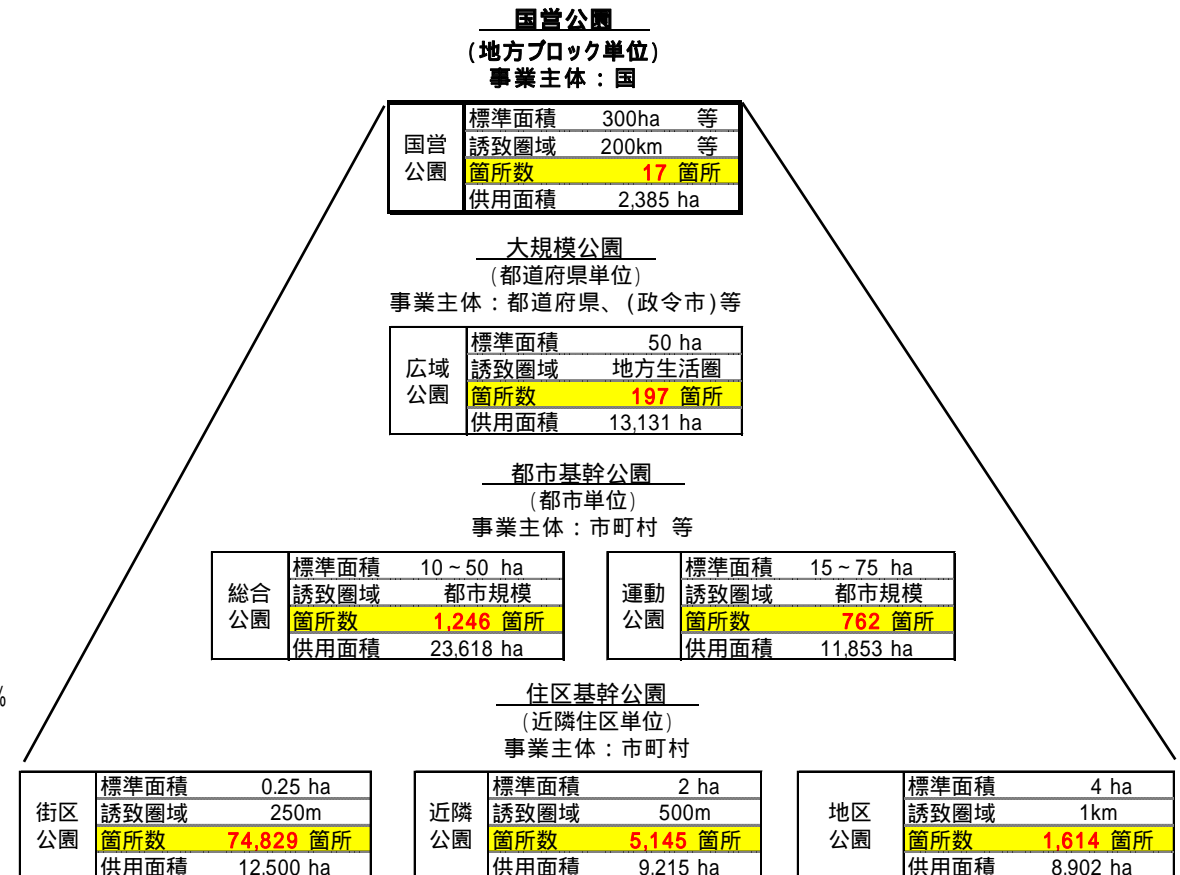 国営公園
(地方ブロック単位)
事業主体：国
国営公園
標準面積 300ha 等
誘致圏域 200km 等
箇所数 17 箇所
供用面積 2,385 ha
大規模公園
(都道府県単位)
事業主体：都道府県、(政令市)等
広域公園
標準面積 50 ha
誘致圏域 地方生活圏
箇所数 197 箇所
供用面積 13,131 ha
都市基幹公園
(都市単位)
事業主体：市町村 等
総合公園
標準面積 10～50 ha
誘致圏域 都市規模
箇所数 1,246 箇所
供用面積 23,618 ha
運動公園
標準面積 15～75 ha
誘致圏域 都市規模
箇所数 762 箇所
供用面積 11,853 ha
%
住区基幹公園
(近隣住区単位)
事業主体：市町村
街区公園
標準面積 0.25 ha
誘致圏域 250m
箇所数 74,829 箇所
供用面積 12,500 ha
近隣公園
標準面積 2 ha
誘致圏域 500m
箇所数 5,145 箇所
供用面積 9,215 ha
地区公園
標準面積 4 ha
誘致圏域 1km
箇所数 1,614 箇所
供用面積 8,902 ha